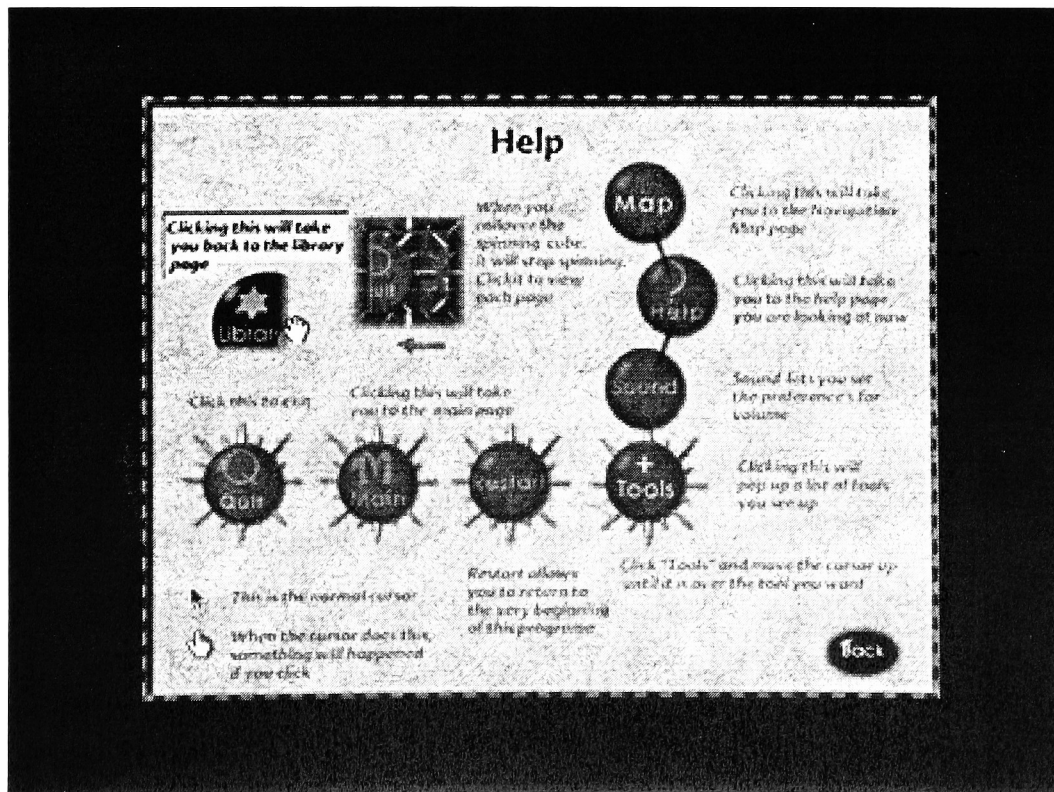 Help
Clicking this will take
you back to the library
page
Library
When you
rollover the
spinning cube,
it will stop spinning.
Click it to view
each page
Map
Clicking this will take
you to the Navigation
Map page
? Help
Clicking this will take
you to the help page
you are looking at now
Sound
Sound lets you set
the preferences for
volume
Click this to exit
Q
Quit
Clicking this will take
you to the main page
M
Main
Restart
Restart allows
you to return to
the very beginning
of this programe
+
Tools
Clicking this will
pop up a list of tools
you see up
Click "Tools" and move the cursor up
until it is over the tool you want
This is the normal cursor
When the cursor does this,
something will happened
if you click
Back